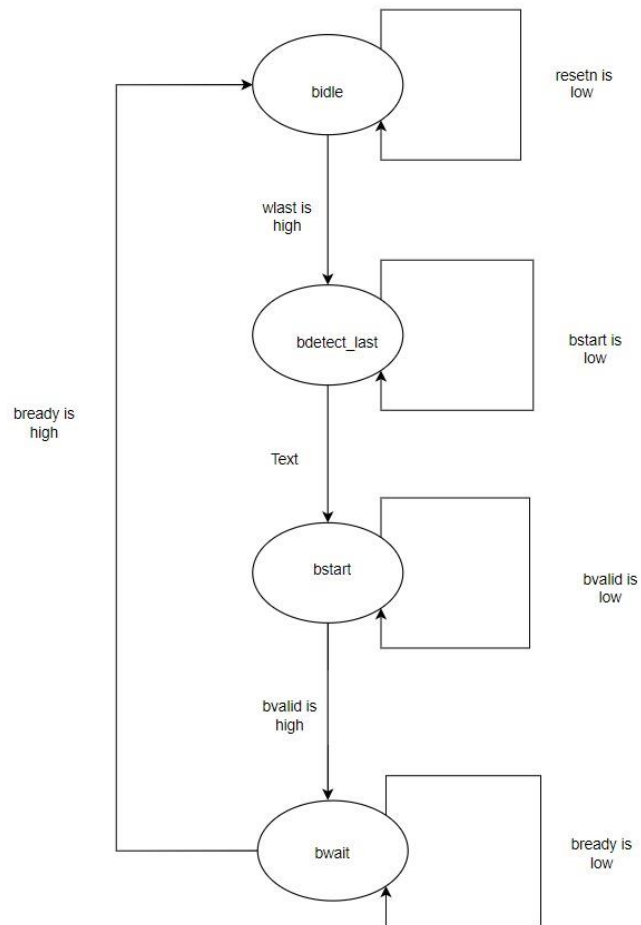 bidle
resetn is
low
wlast is
high
bdetect_last
bstart is
low
bready is
high
Text
bstart
bvalid is
low
bvalid is
high
bwait
bready is
low